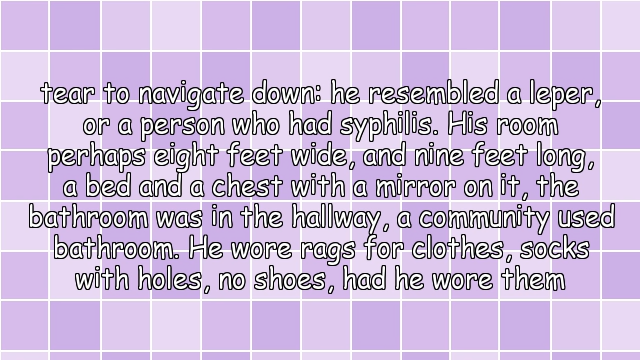 tear to navigate down: he resembled a leper,
or a person who had syphilis. His room
perhaps eight feet wide, and nine feet long,
a bed and a chest with a mirror on it, the
bathroom was in the hallway, a community used
bathroom. He wore rags for clothes, socks
with holes, no shoes, had he wore them